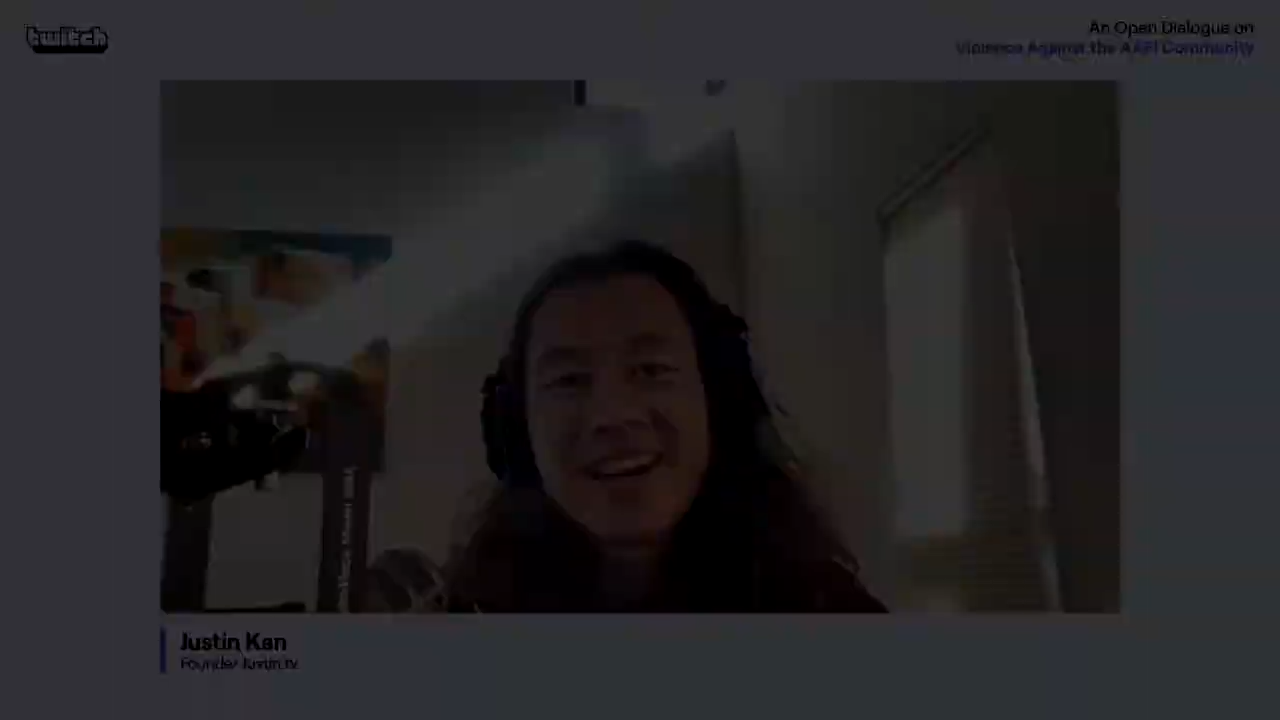 twitch
An Open Dialogue on
Violence Against the AAPI Community
Justin Kan
Founder Justin.tv